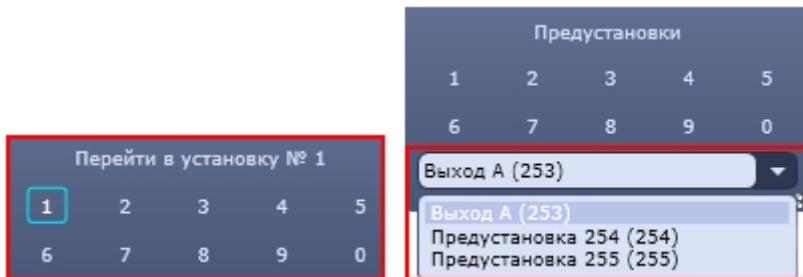 Перейти в установку № 1
1 2 3 4 5
6 7 8 9 0
Предустановки
1 2 3 4 5
6 7 8 9 0
Выход A (253)
Выход A (253)
Предустановка 254 (254)
Предустановка 255 (255)